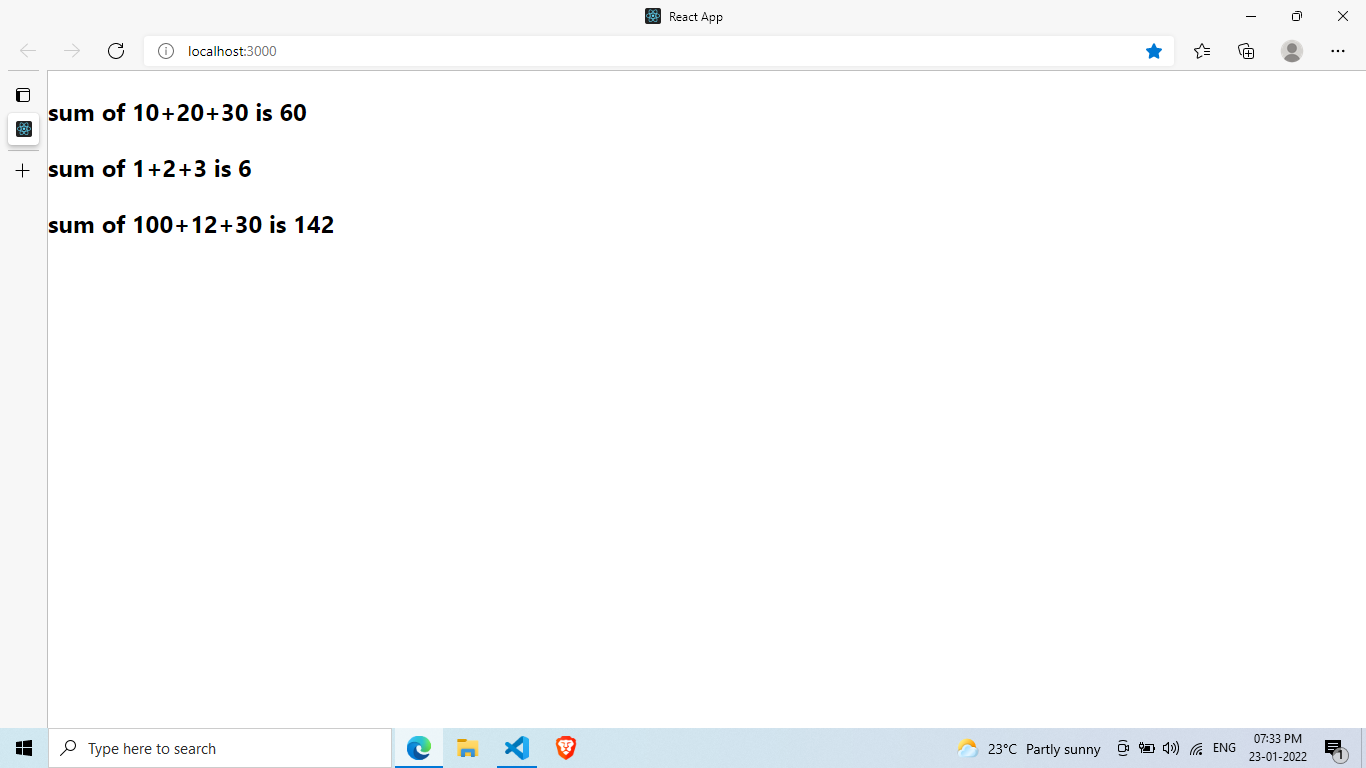 React App
localhost:3000
sum of 10+20+30 is 60
sum of 1+2+3 is 6
sum of 100+12+30 is 142
Type here to search
23°C Partly sunny
ENG
07:33 PM
23-01-2022
1